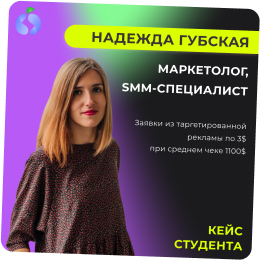 НАДЕЖДА ГУБСКАЯ
МАРКЕТОЛОГ,
SMM-СПЕЦИАЛИСТ
Заявки из таргетированной
рекламы по 3$
при среднем чеке 1100$
КЕЙС
СТУДЕНТА